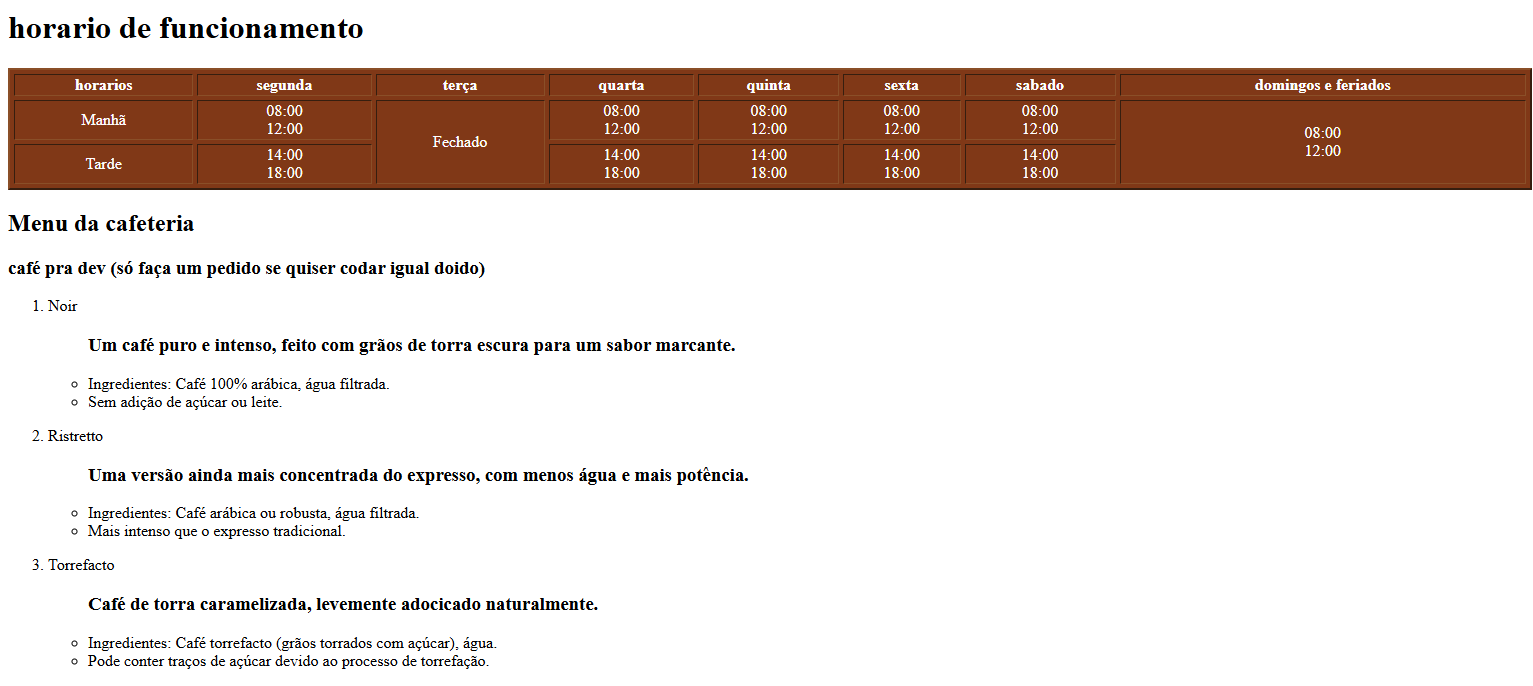 horario de funcionamento
horarios segunda terça quarta quinta sexta sabado domingos e feriados
Manhã 08:00 12:00 Fechado 08:00 12:00 08:00 12:00 08:00 12:00 08:00 12:00 08:00 12:00
Tarde 14:00 18:00 14:00 18:00 14:00 18:00 14:00 18:00 14:00 18:00
Menu da cafeteria
café pra dev (só faça um pedido se quiser codar igual doido)
1. Noir
Um café puro e intenso, feito com grãos de torra escura para um sabor marcante.
Ingredientes: Café 100% arábica, água filtrada.
Sem adição de açúcar ou leite.
2. Ristretto
Uma versão ainda mais concentrada do expresso, com menos água e mais potência.
Ingredientes: Café arábica ou robusta, água filtrada.
Mais intenso que o expresso tradicional.
3. Torrefacto
Café de torra caramelizada, levemente adocicado naturalmente.
Ingredientes: Café torrefacto (grãos torrados com açúcar), água.
Pode conter traços de açúcar devido ao processo de torrefação.